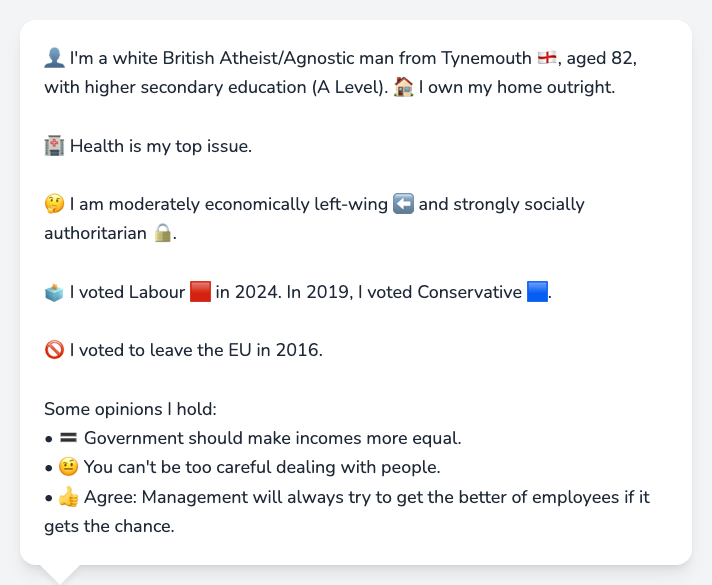 👤 I'm a white British Atheist/Agnostic man from Tynemouth 🏴󠁧󠁢󠁥󠁮󠁧󠁿, aged 82,
with higher secondary education (A Level). 🏠 I own my home outright.
🏥 Health is my top issue.
🤔 I am moderately economically left-wing ⬅️ and strongly socially
authoritarian 🔒.
🗳️ I voted Labour 🟥 in 2024. In 2019, I voted Conservative 🟦.
🚫 I voted to leave the EU in 2016.
Some opinions I hold:
• 🟰 Government should make incomes more equal.
• 🤨 You can't be too careful dealing with people.
• 👍 Agree: Management will always try to get the better of employees if it
gets the chance.